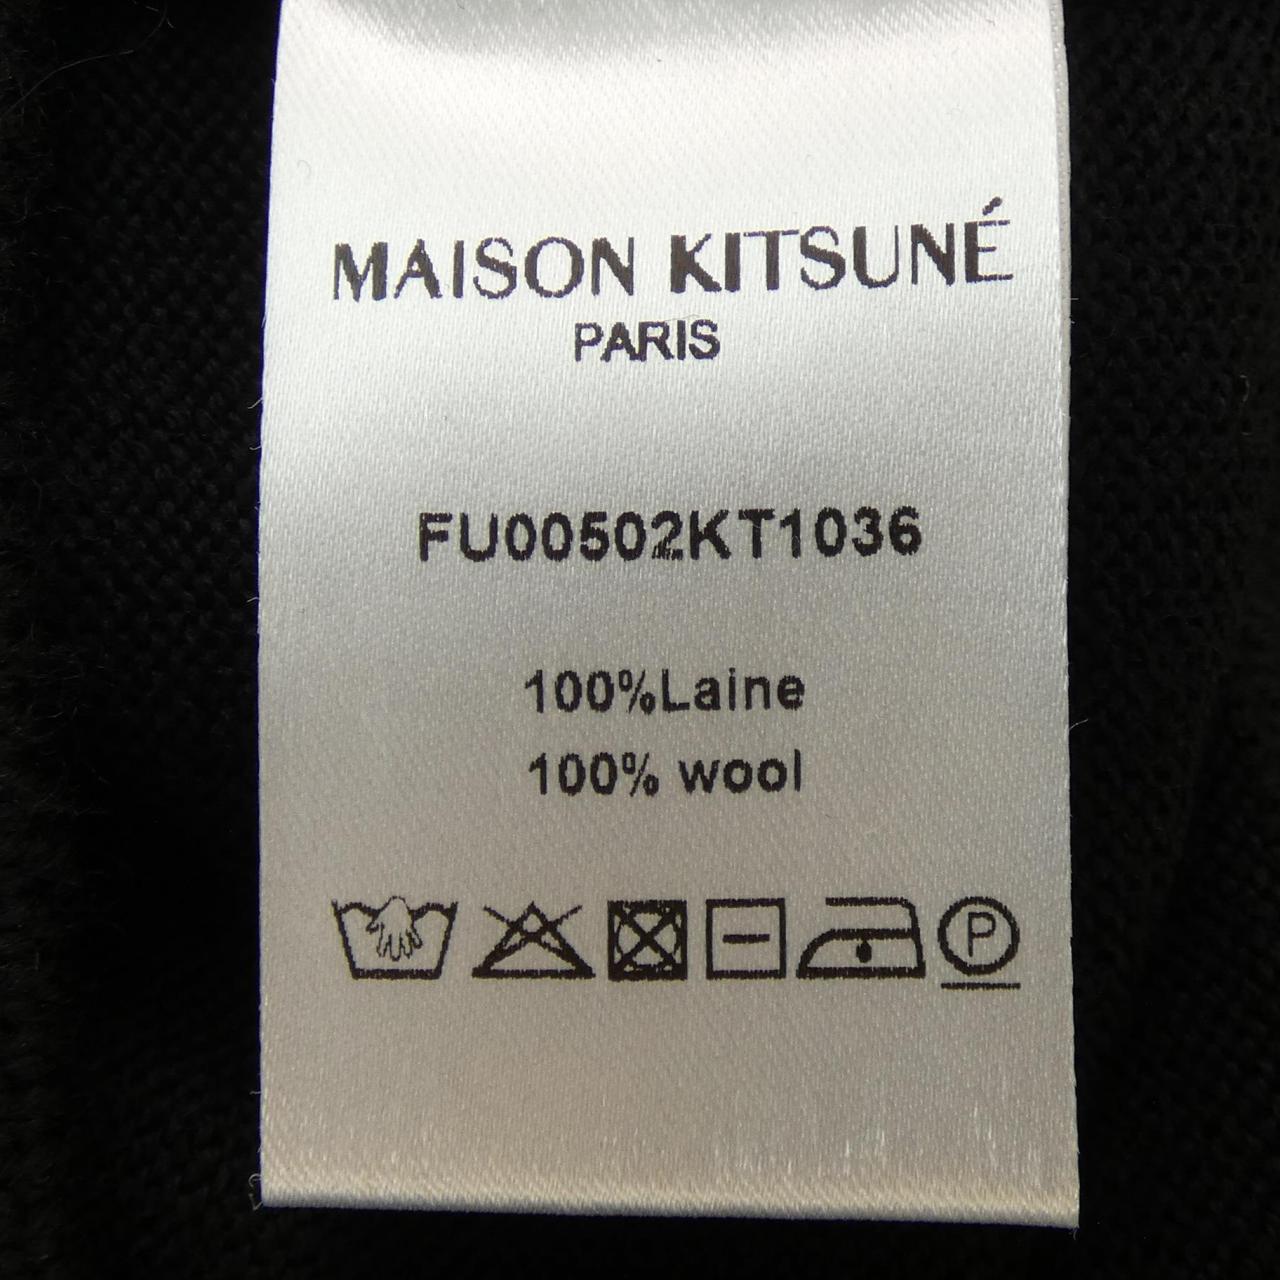 MAISON KITSUNÉ
PARIS
FU00502KT1036
100%Laine
100% wool
P